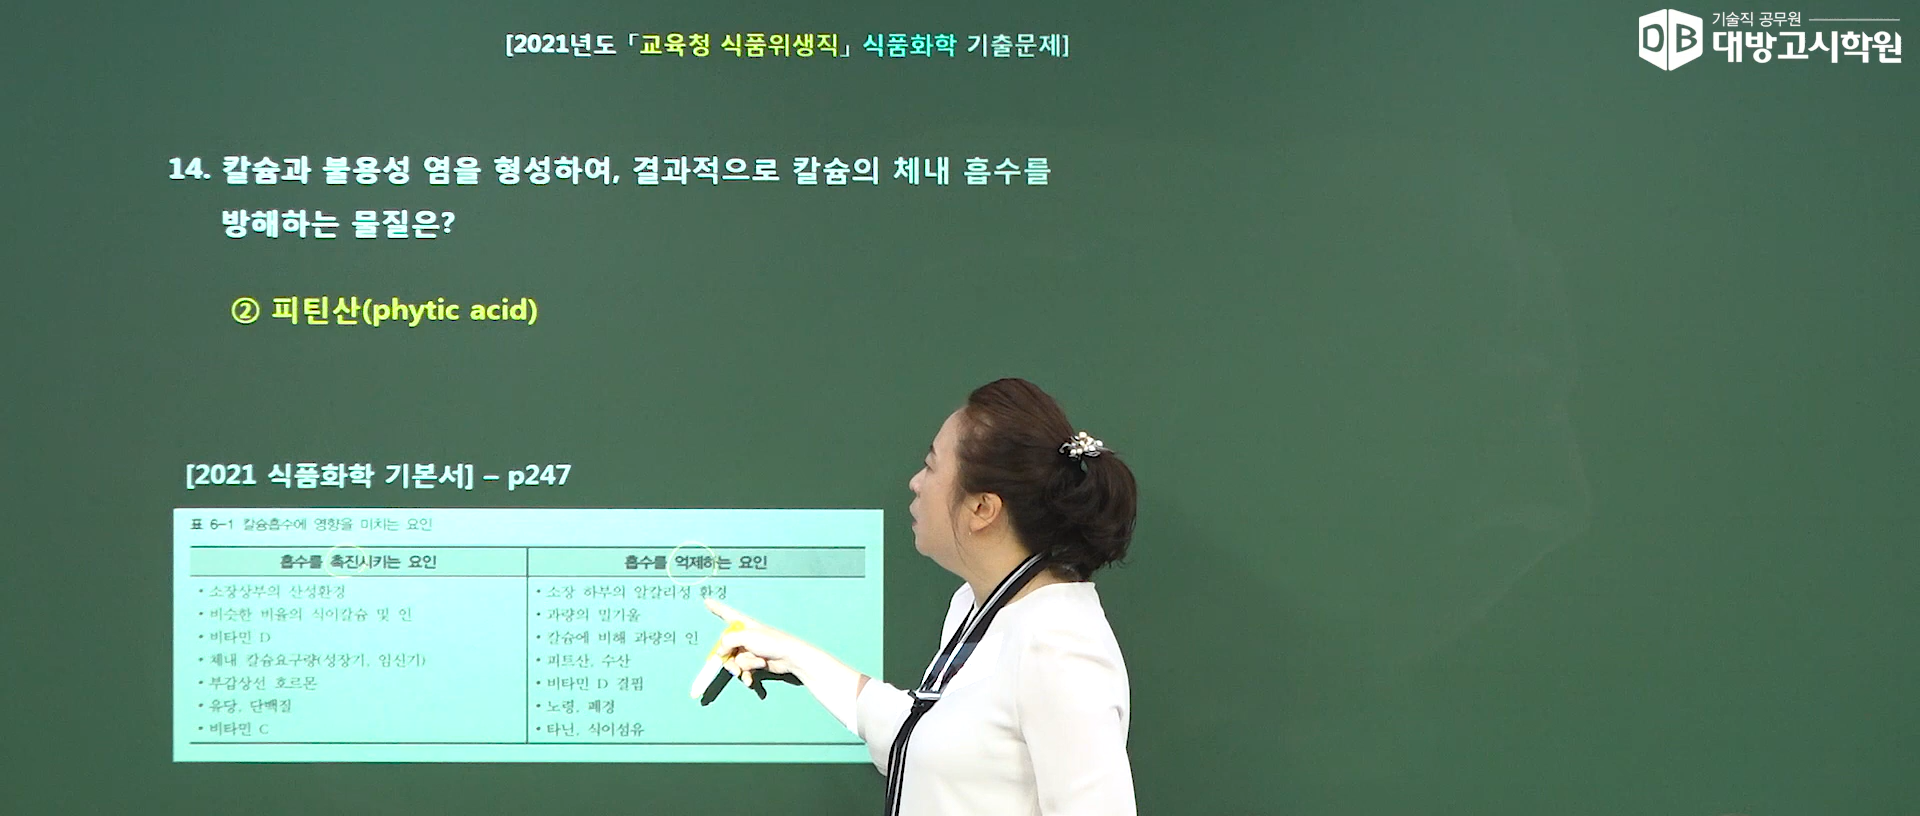 [2021년도 「교육청 식품위생직」 식품화학 기출문제]
기술직 공무원
DB 대방고시학원
14. 칼슘과 불용성 염을 형성하여, 결과적으로 칼슘의 체내 흡수를
방해하는 물질은?
② 피틴산(phytic acid)
[2021 식품화학 기본서] – p247
표 6-1 칼슘흡수에 영향을 미치는 요인
흡수를 촉진시키는 요인
• 소장상부의 산성환경
• 비슷한 비율의 식이칼슘 및 인
• 비타민 D
• 체내 칼슘요구량(성장기, 임신기)
• 부갑상선 호르몬
• 유당, 단백질
• 비타민 C
흡수를 억제하는 요인
• 소장 하부의 알칼리성 환경
• 과량의 밀기울
• 칼슘에 비해 과량의 인
• 피트산, 수산
• 비타민 D 결핍
• 노령, 폐경
• 타닌, 식이섬유